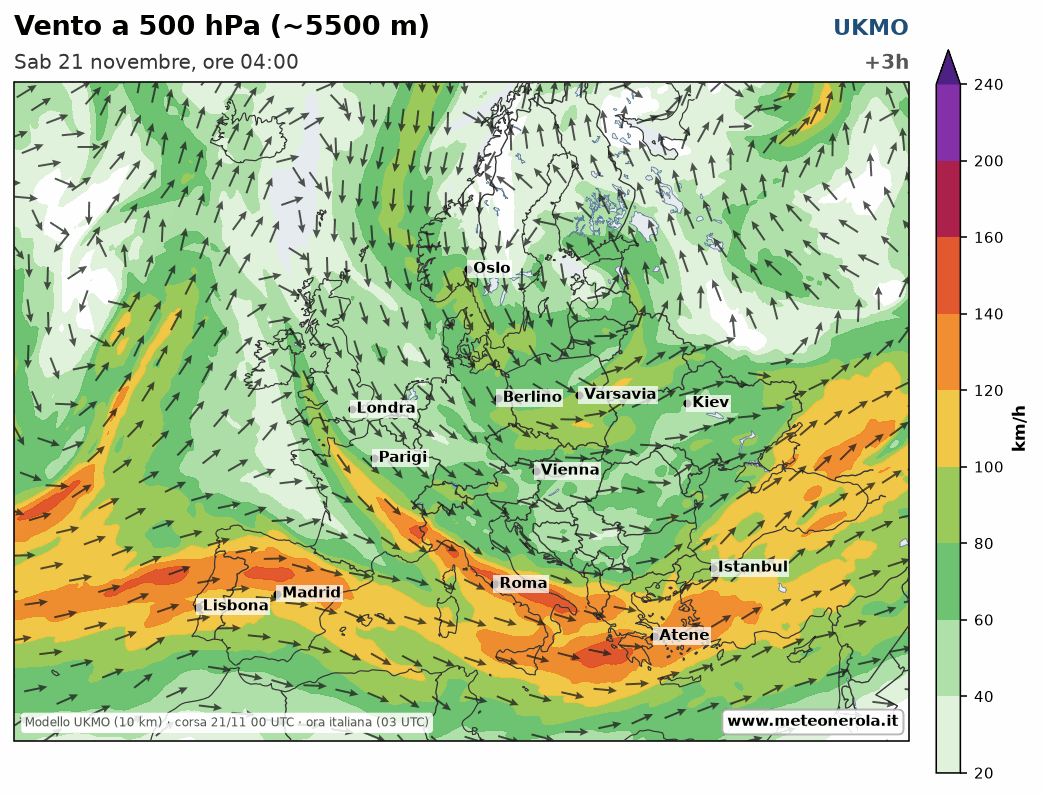 Vento a 500 hPa (~5500 m)
UKMO
Sab 21 novembre, ore 04:00
+3h
240
200
160
140
120
100
80
60
40
20
km/h
Oslo
Londra
Berlino
Varsavia
Kiev
Parigi
Vienna
Istanbul
Roma
Madrid
Lisbona
Atene
Modello UKMO (10 km) · corsa 21/11 00 UTC · ora italiana (03 UTC)
www.meteonerola.it